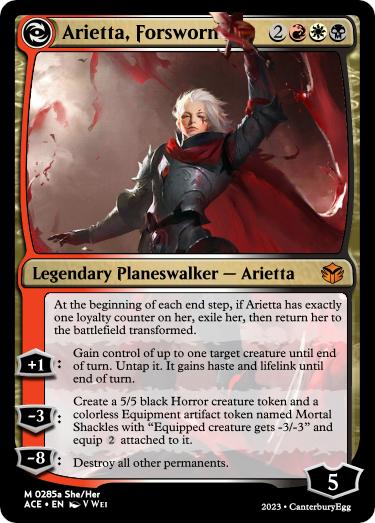 Arietta, Forsworn 2
Legendary Planeswalker — Arietta
At the beginning of each end step, if Arietta has exactly
one loyalty counter on her, exile her, then return her to
the battlefield transformed.
+1: Gain control of up to one target creature until end
of turn. Untap it. It gains haste and lifelink until
end of turn.
-3: Create a 5/5 black Horror creature token and a
colorless Equipment artifact token named Mortal
Shackles with “Equipped creature gets -3/-3” and
equip 2 attached to it.
-8: Destroy all other permanents.
5
M 0285a She/Her
ACE • EN V WEI
2023 • CanterburyEgg